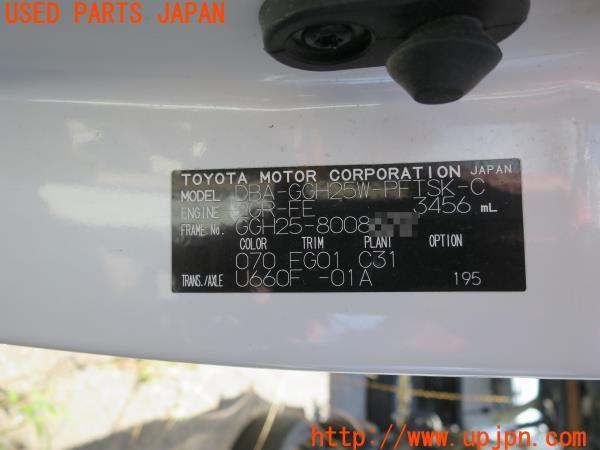 USED PARTS JAPAN
TOYOTA MOTOR CORPORATION JAPAN
MODEL DBA-GGH25W-PFTSK-C
ENGINE 2GR-FE 3456 mL
FRAME No. GGH25-8008
COLOR TRIM PLANT OPTION
070 FG01 C31
TRANS./AXLE U660F -01A 195
http://www.upjpn.com/